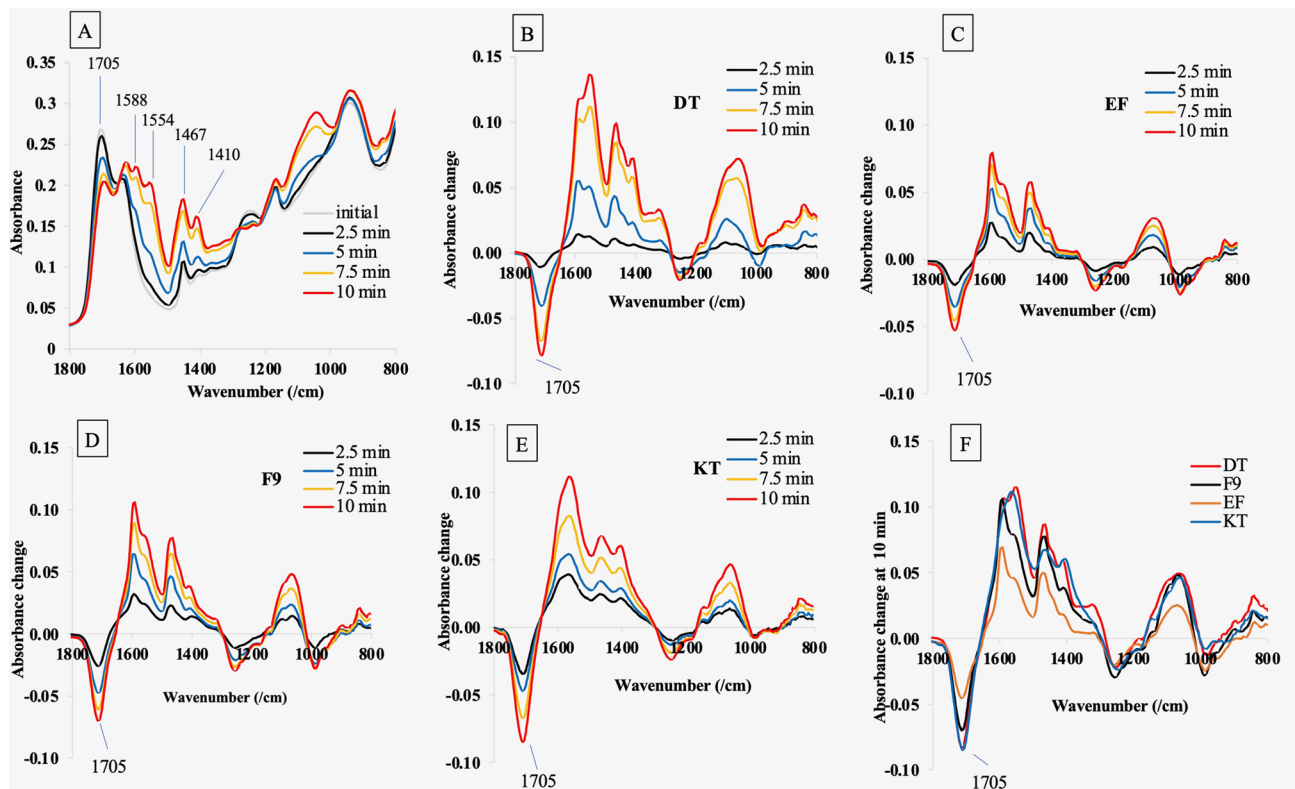 A
0.35
0.3
0.25
0.2
0.15
0.1
0.05
0
Absorbance
1705
1588
1554
1467
1410
initial
2.5 min
5 min
7.5 min
10 min
1800 1600 1400 1200 1000 800
Wavenumber (/cm)
B
0.15
0.10
0.05
0.00
-0.05
-0.10
Absorbance change
DT
2.5 min
5 min
7.5 min
10 min
1800 1600 1400 1200 1000 800
Wavenumber (/cm)
1705
C
0.15
0.10
0.05
0.00
-0.05
-0.10
Absorbance change
EF
2.5 min
5 min
7.5 min
10 min
1800 1600 1400 1200 1000 800
Wavenumber (/cm)
1705
D
0.15
0.10
0.05
0.00
-0.05
-0.10
Absorbance change
F9
2.5 min
5 min
7.5 min
10 min
1800 1600 1400 1200 1000 800
Wavenumber (/cm)
1705
E
0.15
0.10
0.05
0.00
-0.05
-0.10
Absorbance change
KT
2.5 min
5 min
7.5 min
10 min
1800 1600 1400 1200 1000 800
Wavenumber (/cm)
1705
F
0.15
0.10
0.05
0.00
-0.05
-0.10
Absorbance change at 10 min
DT
F9
EF
KT
1800 1600 1400 1200 1000 800
Wavenumber (/cm)
1705